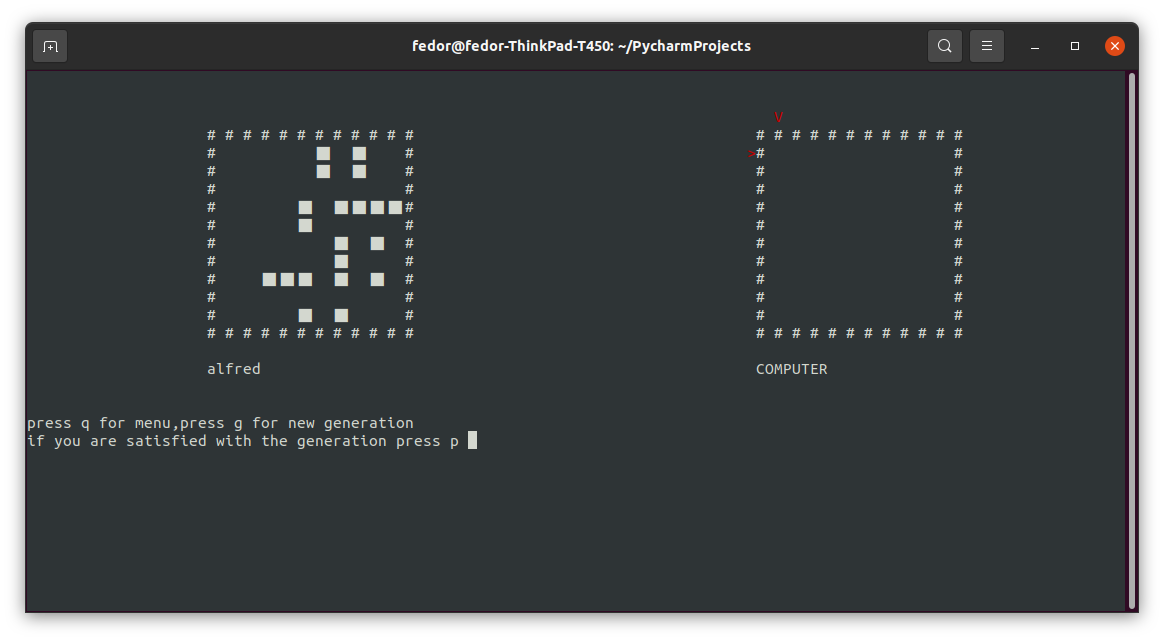 fedor@fedor-ThinkPad-T450: ~/PycharmProjects
V
# # # # # # # # # # # # # # # # # # # # # # # #
# # ># #
# # # #
# # # #
# # # #
# # # #
# # # #
# # # #
# # # #
# # # #
# # # #
# # # # # # # # # # # # # # # # # # # # # # # #
alfred COMPUTER
press q for menu,press g for new generation
if you are satisfied with the generation press p